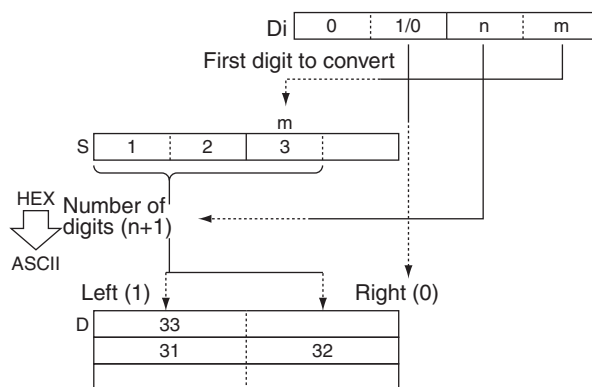 Di 0 1/0 n m
First digit to convert
m
S 1 2 3
HEX
Number of
digits (n+1)
ASCII
Left (1) Right (0)
D 33
31 32